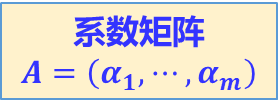 系数矩阵
A = (α₁, ⋯, αₘ)